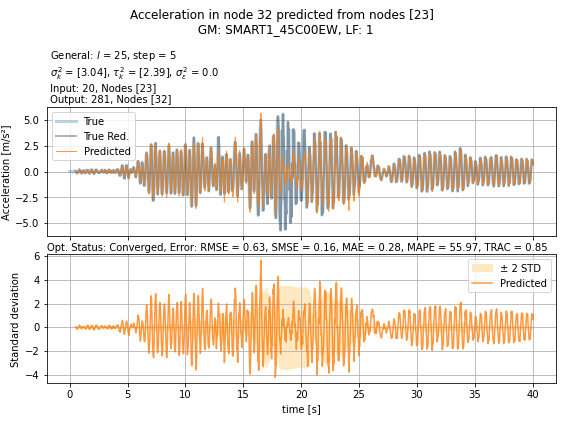 Acceleration in node 32 predicted from nodes [23]
GM: SMART1_45C00EW, LF: 1
General: l = 25, step = 5
σ²ₖ = [3.04], τ²ₖ = [2.39], σ²ε = 0.0
Input: 20, Nodes [23]
Output: 281, Nodes [32]
True
True Red.
Predicted
Acceleration [m/s²]
5.0
2.5
0.0
−2.5
−5.0
Opt. Status: Converged, Error: RMSE = 0.63, SMSE = 0.16, MAE = 0.28, MAPE = 55.97, TRAC = 0.85
± 2 STD
Predicted
Standard deviation
6
4
2
0
−2
−4
0 5 10 15 20 25 30 35 40
time [s]